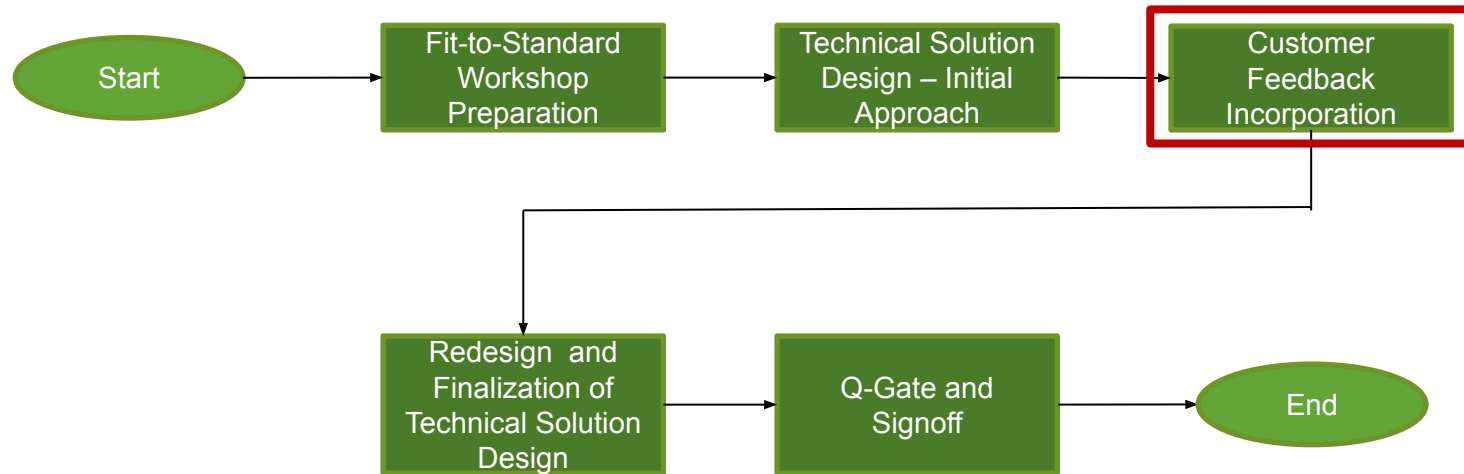 Start
Fit-to-Standard
Workshop
Preparation
Technical Solution
Design – Initial
Approach
Customer
Feedback
Incorporation
Redesign  and
Finalization of
Technical Solution
Design
Q-Gate and
Signoff
End